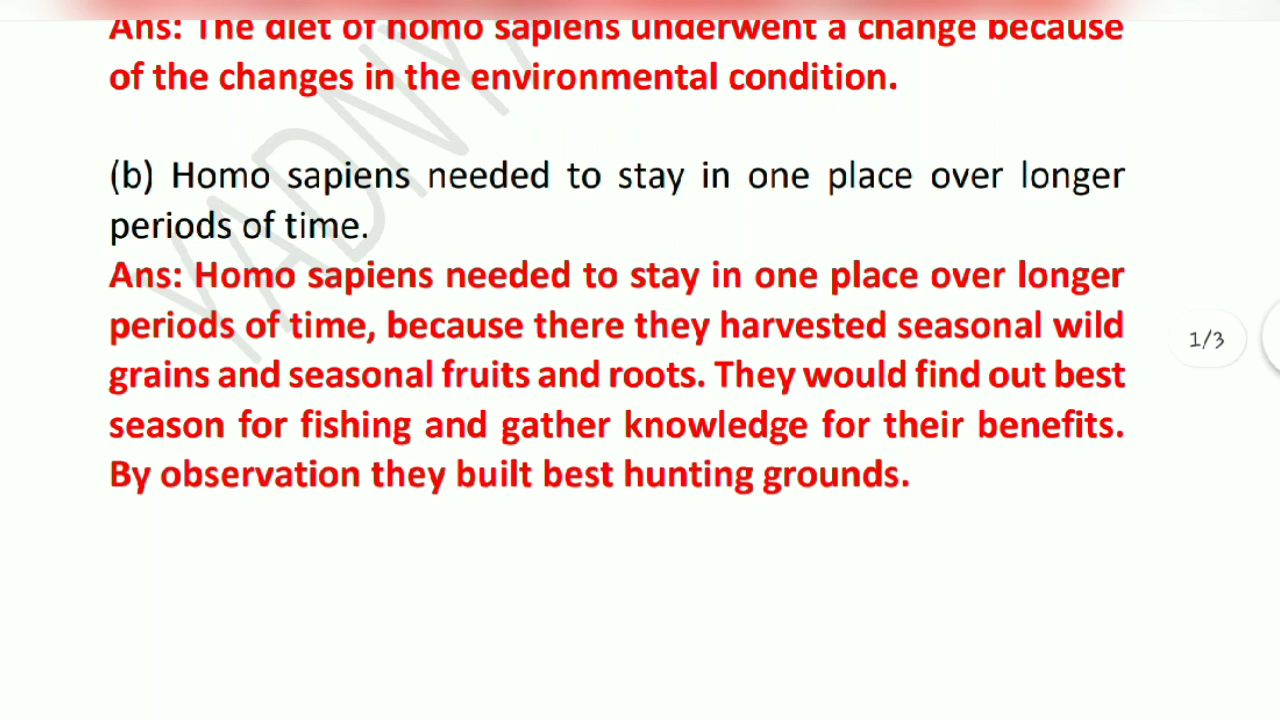 Ans: The diet of homo sapiens underwent a change because
of the changes in the environmental condition.
(b) Homo sapiens needed to stay in one place over longer
periods of time.
Ans: Homo sapiens needed to stay in one place over longer
periods of time, because there they harvested seasonal wild
grains and seasonal fruits and roots. They would find out best
season for fishing and gather knowledge for their benefits.
By observation they built best hunting grounds.
1/3